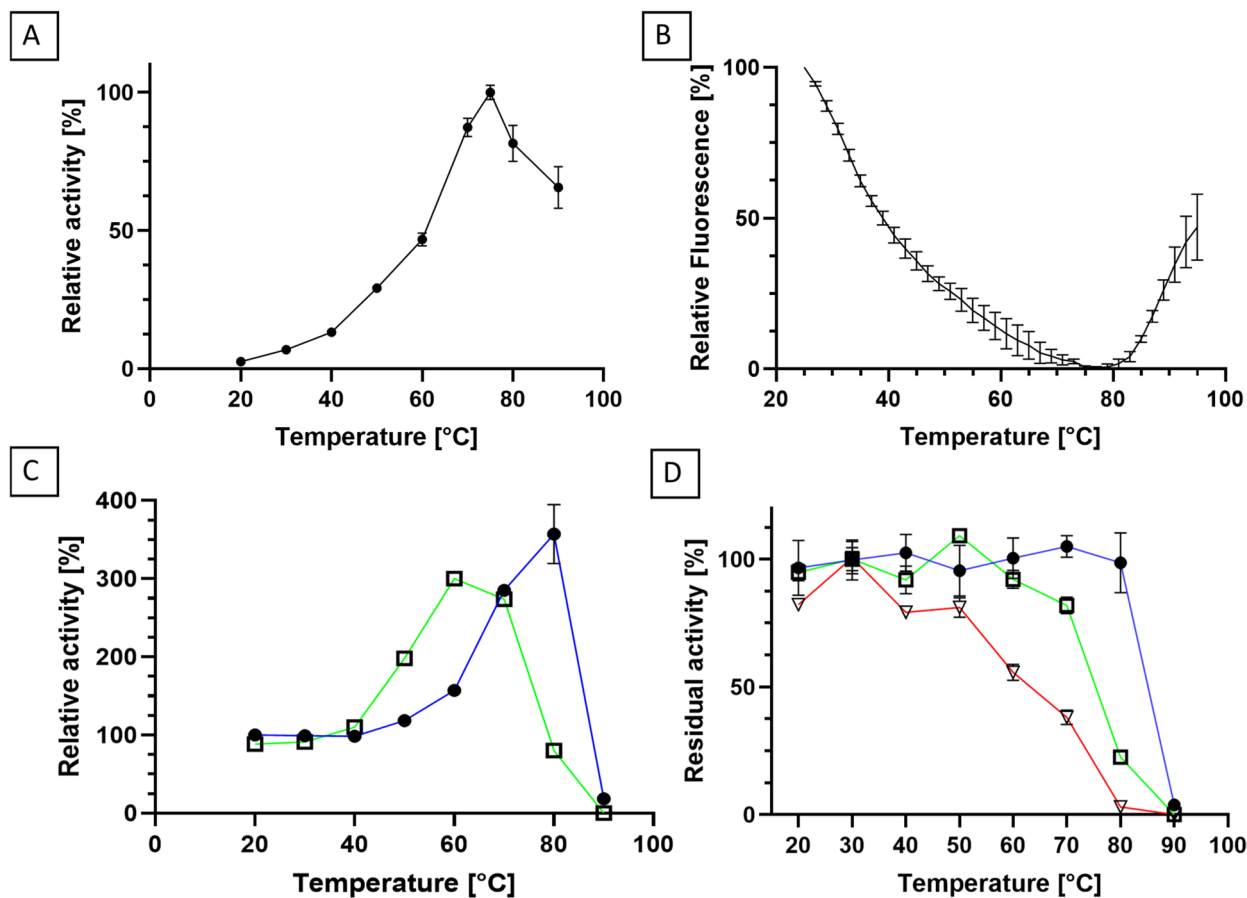 A
Relative activity [%]
100
50
0
0 20 40 60 80 100
Temperature [°C]
B
Relative Fluorescence [%]
100
50
0
20 40 60 80 100
Temperature [°C]
C
Relative activity [%]
400
300
200
100
0
0 20 40 60 80 100
Temperature [°C]
D
Residual activity [%]
100
50
0
20 30 40 50 60 70 80 90 100
Temperature [°C]